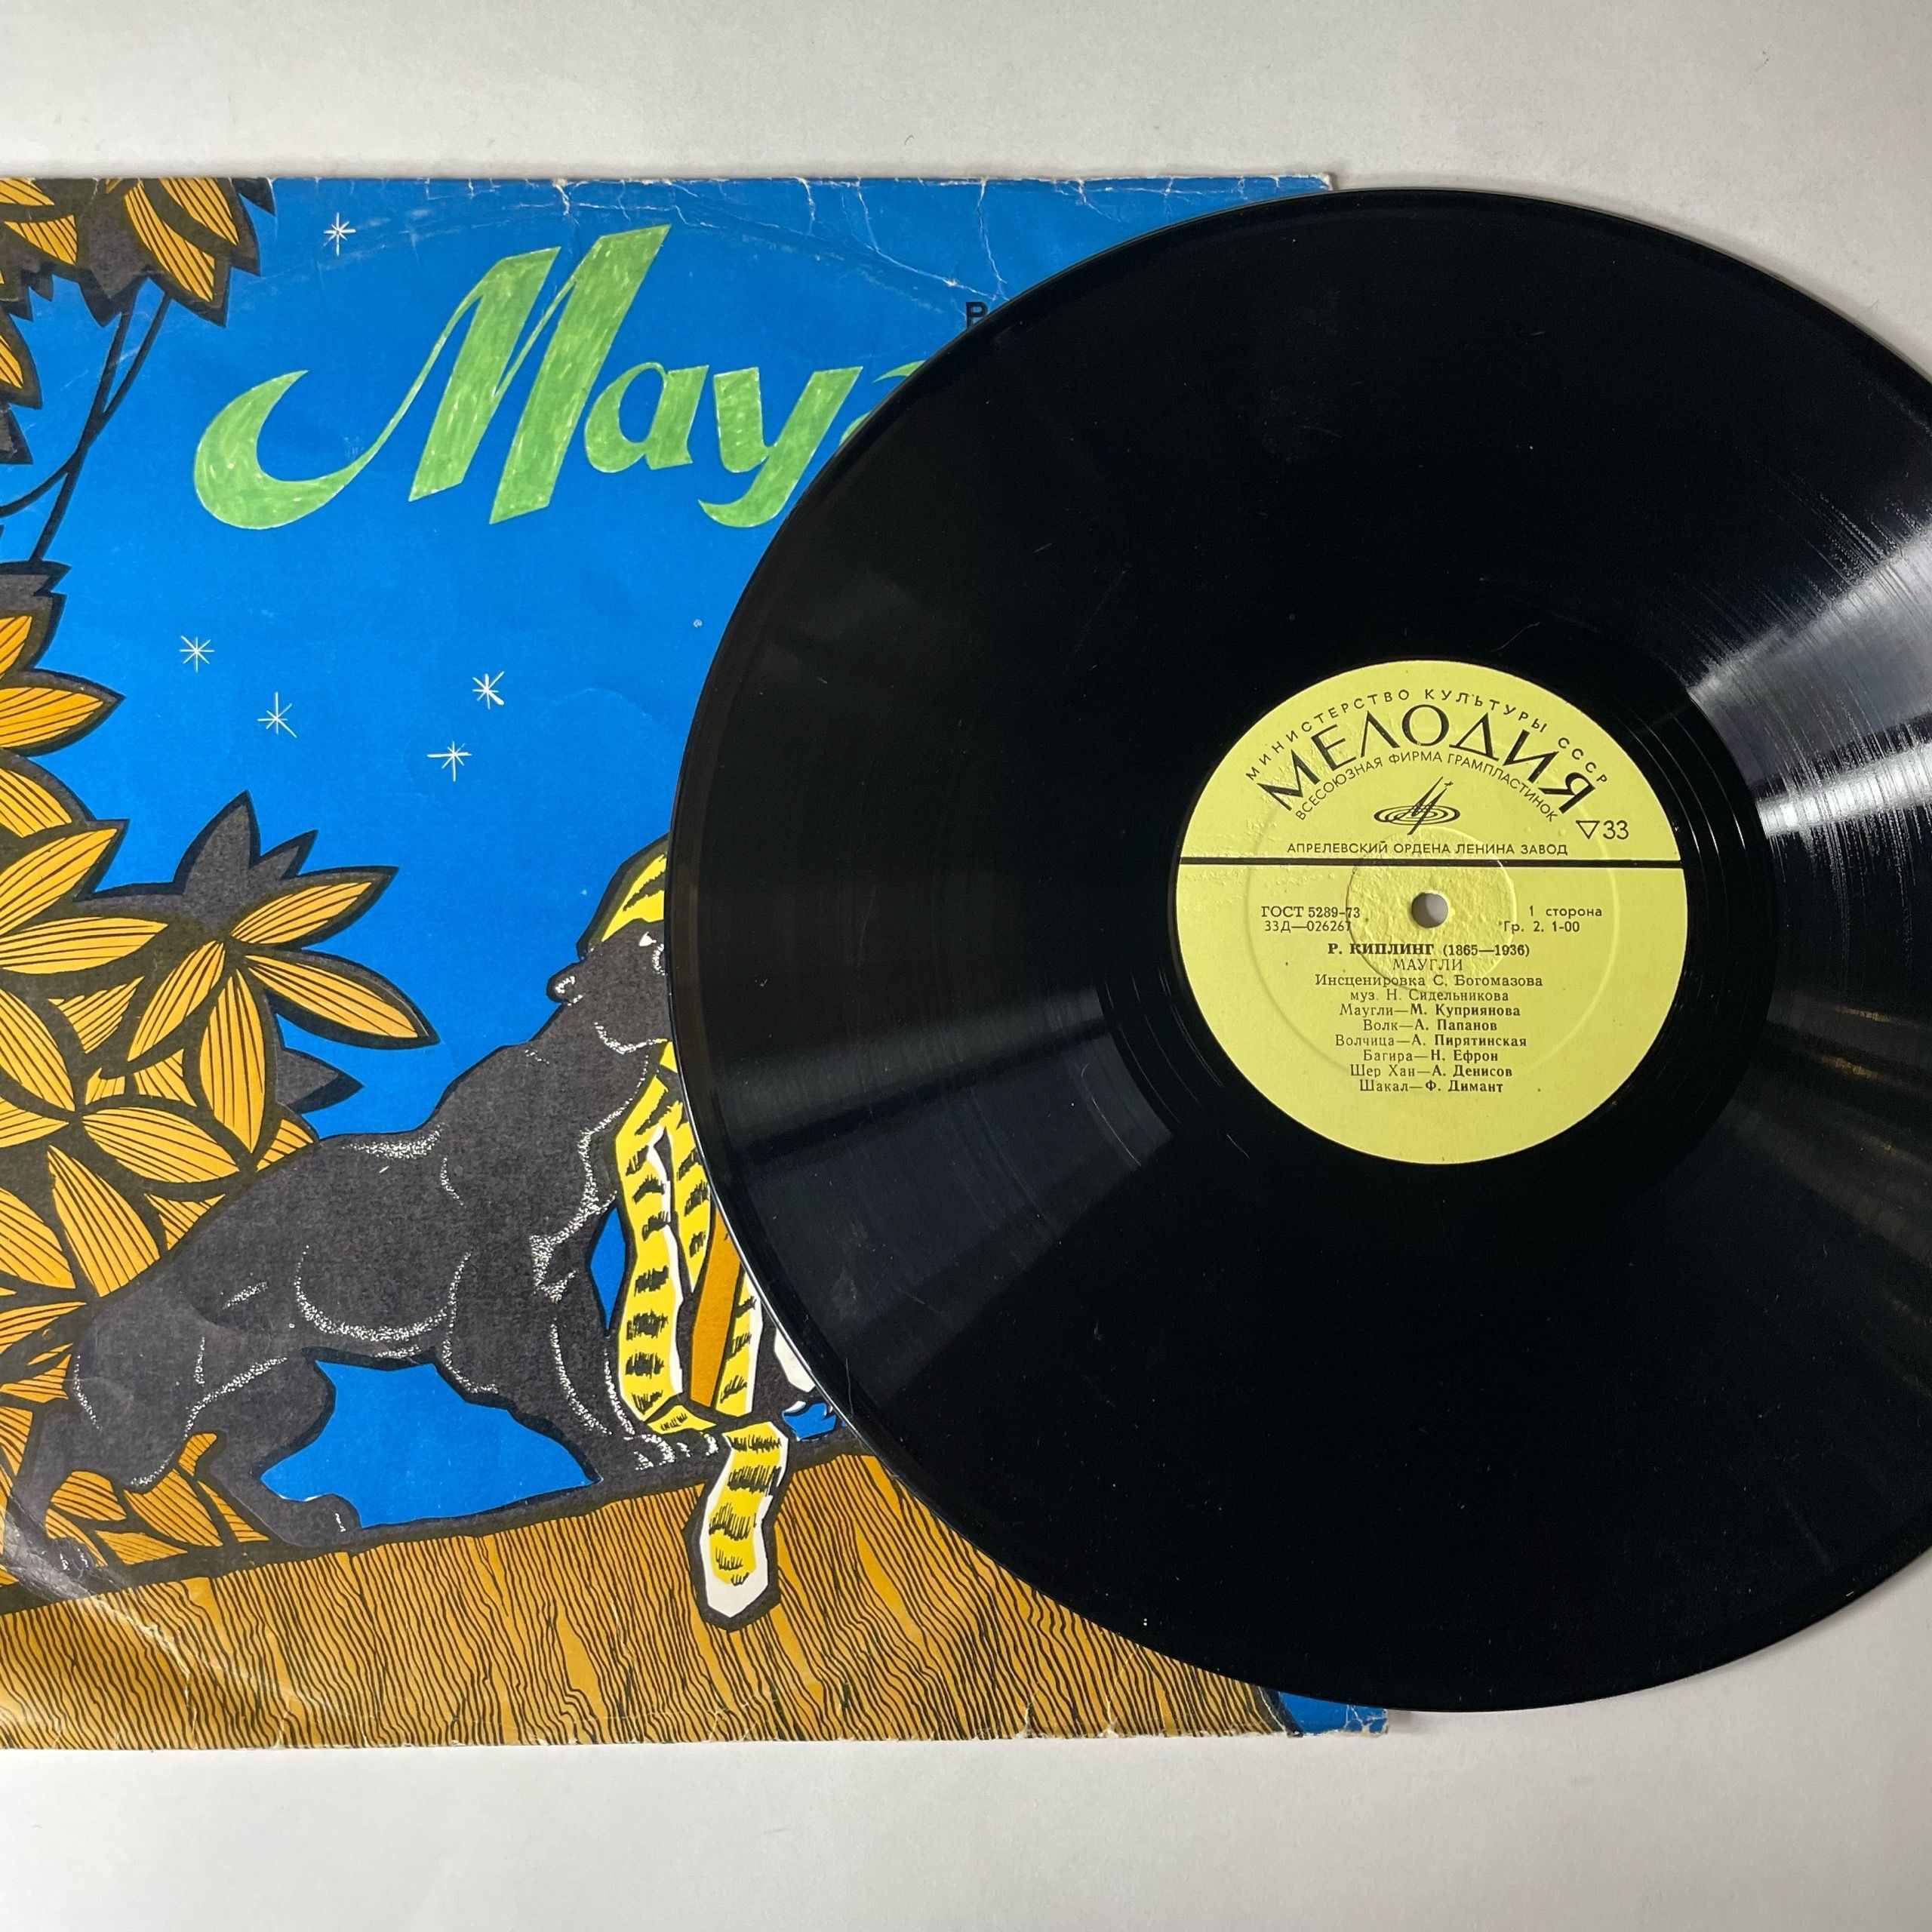 Мауг
Р.
МИНИСТЕРСТВО КУЛЬТУРЫ СССР
МЕЛОДИЯ
ВСЕСОЮЗНАЯ ФИРМА ГРАМПЛАСТИНОК
▽33
АПРЕЛЕВСКИЙ ОРДЕНА ЛЕНИНА ЗАВОД
ГОСТ 5289-73 1 сторона
33Д—026267 Гр. 2. 1-00
Р. КИПЛИНГ (1865—1936)
МАУГЛИ
Инсценировка С. Богомазова
муз. Н. Сидельникова
Маугли—М. Куприянова
Волк—А. Папанов
Волчица—А. Пирятинская
Багира—Н. Ефрон
Шер Хан—А. Денисов
Шакал—Ф. Димант